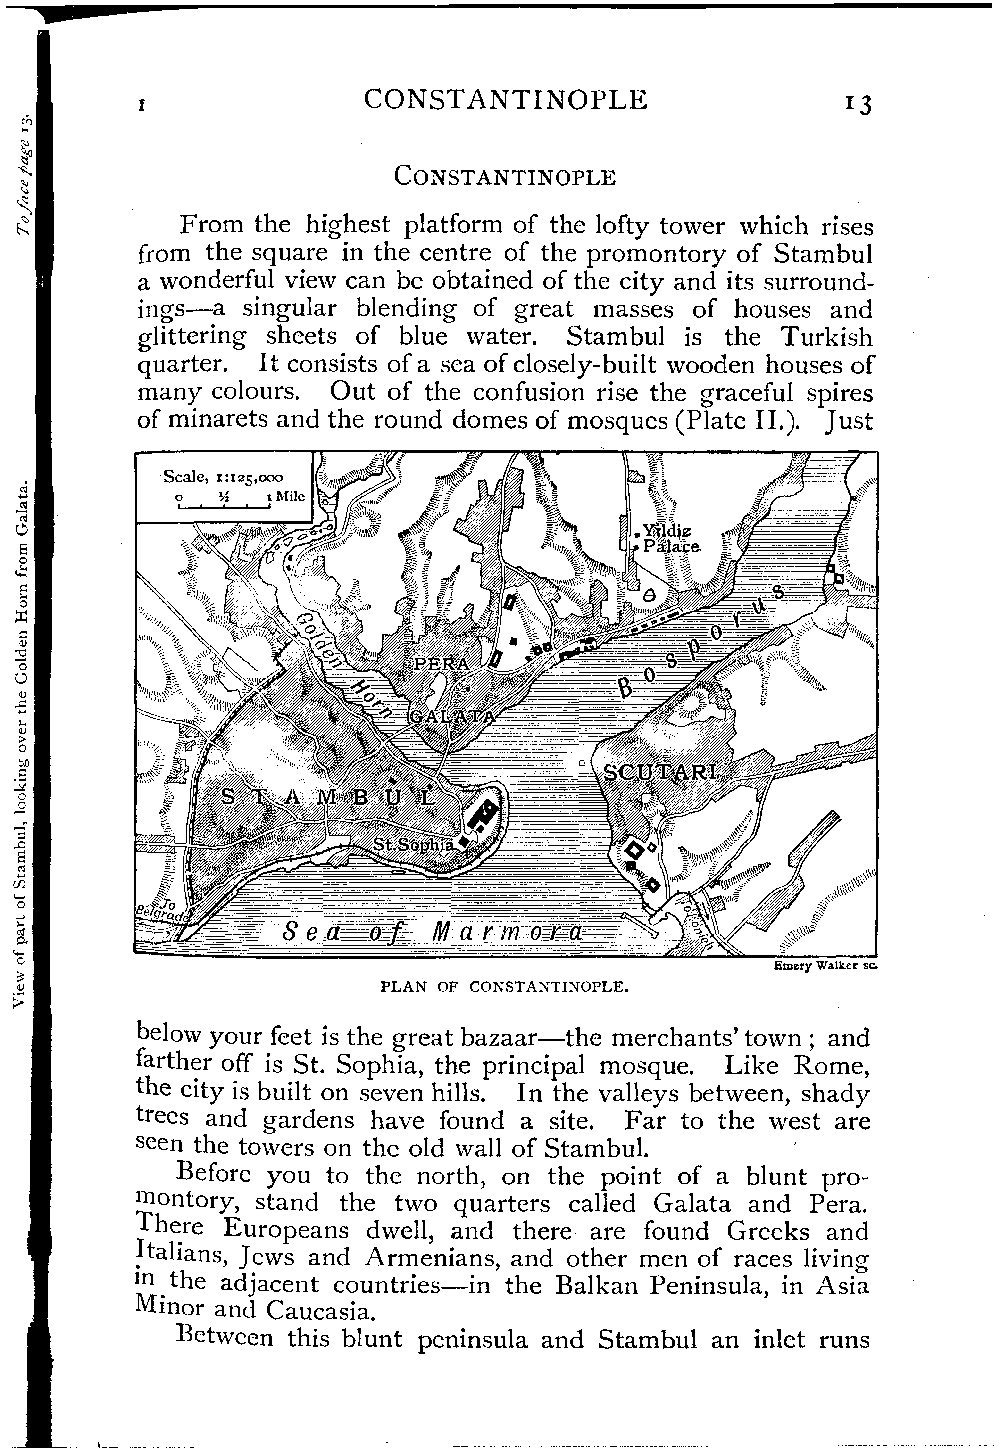 To face page 13.
View of part of Stambul, looking over the Golden Horn from Galata.
I CONSTANTINOPLE 13
CONSTANTINOPLE
From the highest platform of the lofty tower which rises
from the square in the centre of the promontory of Stambul
a wonderful view can be obtained of the city and its surround-
ings—a singular blending of great masses of houses and
glittering sheets of blue water. Stambul is the Turkish
quarter. It consists of a sea of closely-built wooden houses of
many colours. Out of the confusion rise the graceful spires
of minarets and the round domes of mosques (Plate II.). Just
Scale, 1:125,000
0 ½ 1 Mile
Yildiz
Palace
Golden
Horn
Bosporus
PERA
GALATA
SCUTARI
STAMBUL
St. Sophia
To
Belgrade
Sea of Marmora
To Konieh
Emery Walker sc.
PLAN OF CONSTANTINOPLE.
below your feet is the great bazaar—the merchants' town; and
farther off is St. Sophia, the principal mosque. Like Rome,
the city is built on seven hills. In the valleys between, shady
trees and gardens have found a site. Far to the west are
seen the towers on the old wall of Stambul.
Before you to the north, on the point of a blunt pro-
montory, stand the two quarters called Galata and Pera.
There Europeans dwell, and there are found Greeks and
Italians, Jews and Armenians, and other men of races living
in the adjacent countries—in the Balkan Peninsula, in Asia
Minor and Caucasia.
Between this blunt peninsula and Stambul an inlet runs